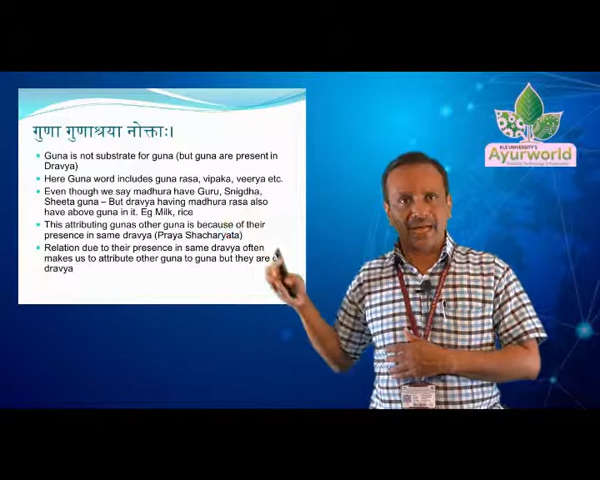 गुणा गुणाश्रया नोक्ताः।
Guna is not substrate for guna (but guna are present in
Dravya)
Here Guna word includes guna rasa, vipaka, veerya etc.
Even though we say madhura have Guru, Snigdha,
Sheeta guna – But dravya having madhura rasa also
have above guna in it. Eg Milk, rice
This attributing gunas other guna is because of their
presence in same dravya (Praya Shacharyata)
Relation due to their presence in same dravya often
makes us to attribute other guna to guna but they are
dravya
KLE UNIVERSITY'S
Ayurworld